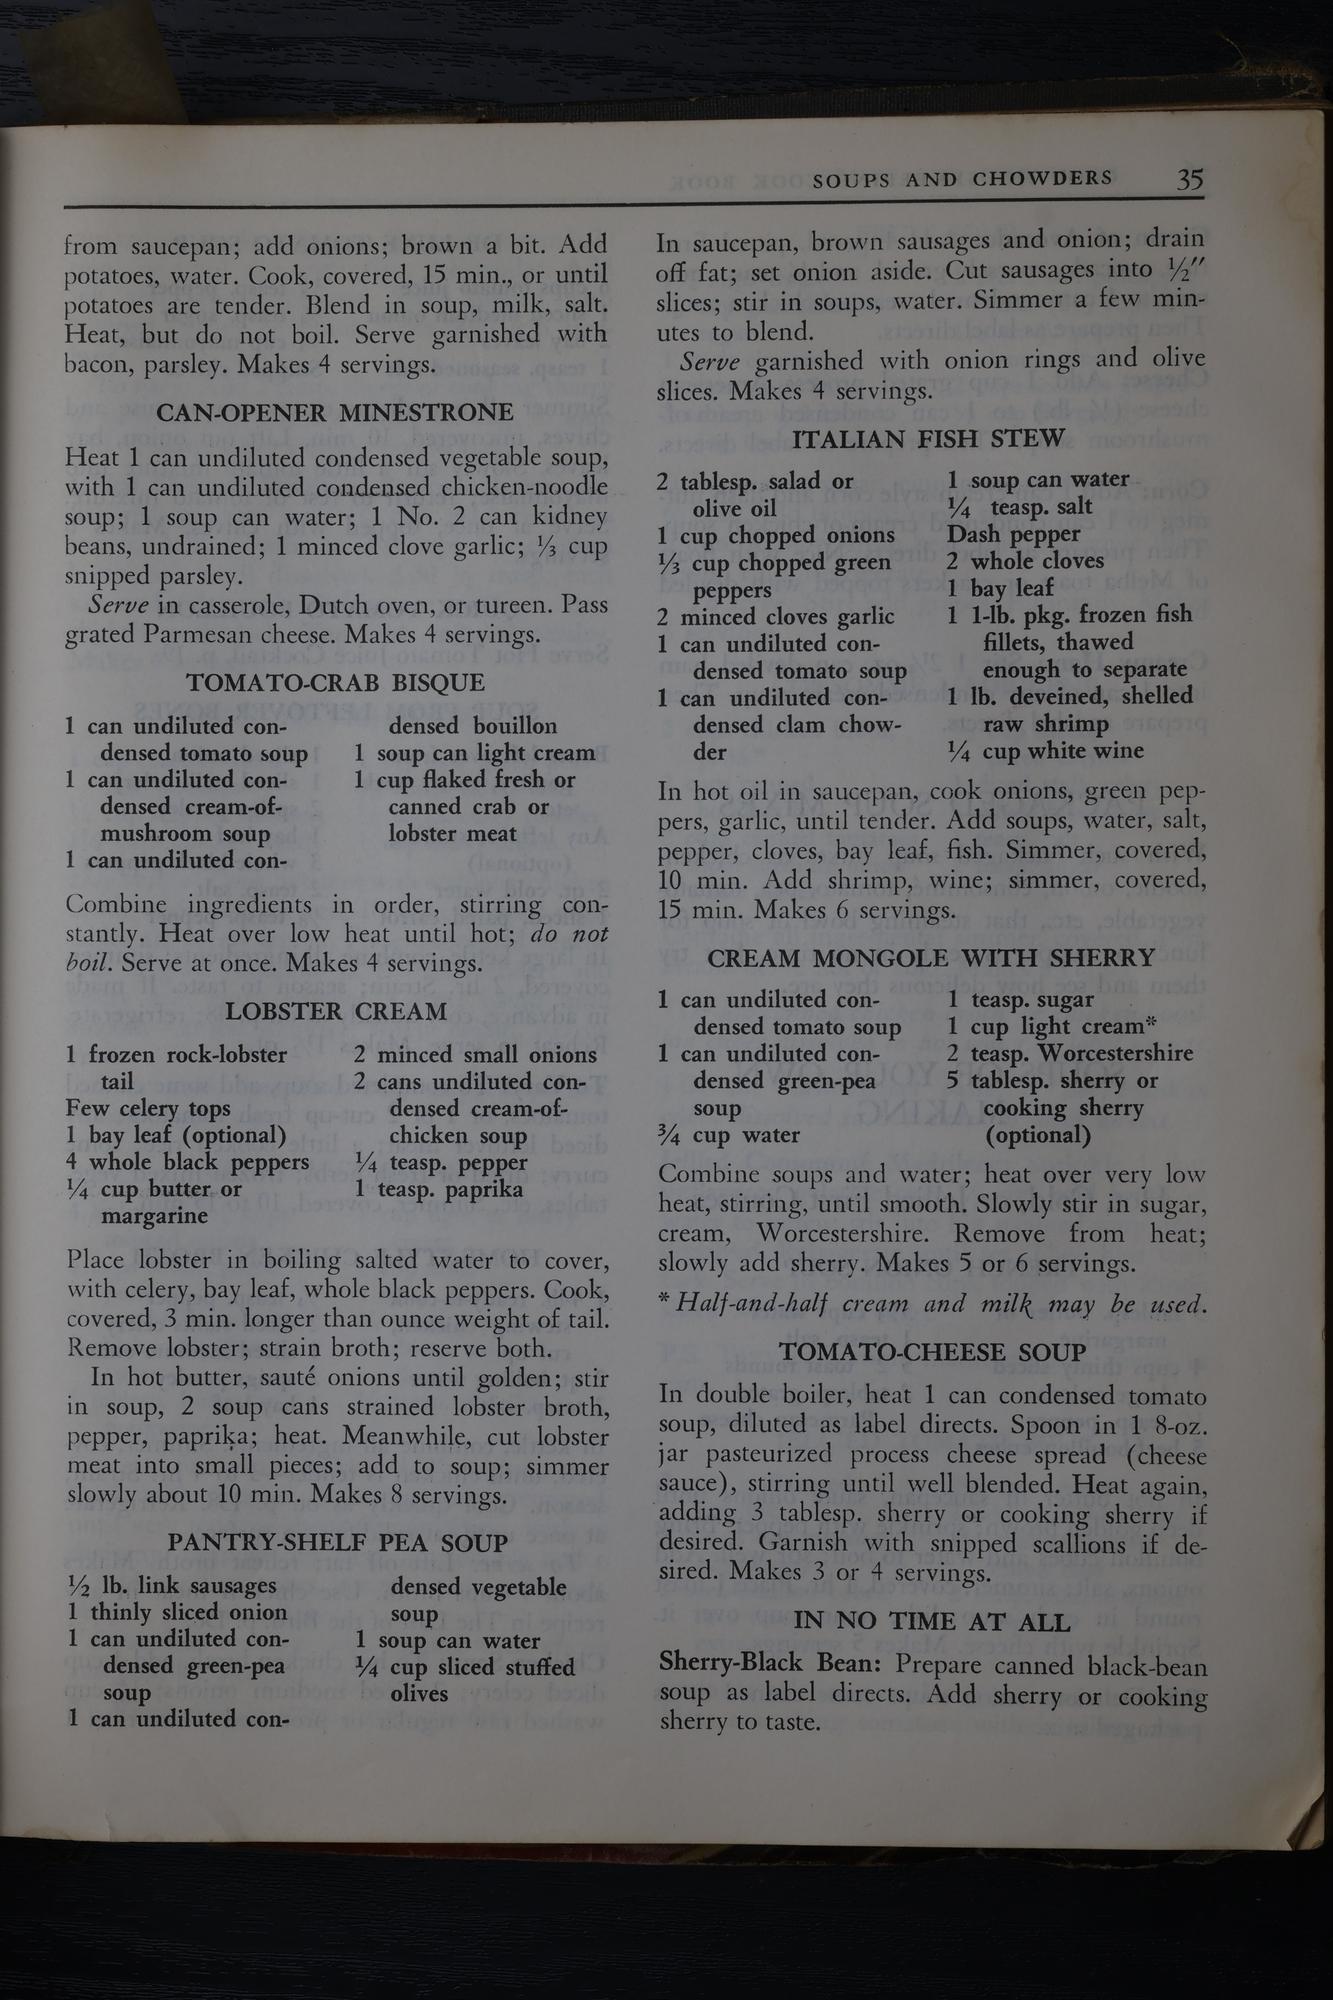 SOUPS AND CHOWDERS 35
from saucepan; add onions; brown a bit. Add
potatoes, water. Cook, covered, 15 min., or until
potatoes are tender. Blend in soup, milk, salt.
Heat, but do not boil. Serve garnished with
bacon, parsley. Makes 4 servings.
CAN-OPENER MINESTRONE
Heat 1 can undiluted condensed vegetable soup,
with 1 can undiluted condensed chicken-noodle
soup; 1 soup can water; 1 No. 2 can kidney
beans, undrained; 1 minced clove garlic; ⅓ cup
snipped parsley.
Serve in casserole, Dutch oven, or tureen. Pass
grated Parmesan cheese. Makes 4 servings.
TOMATO-CRAB BISQUE
1 can undiluted con-
densed tomato soup
1 can undiluted con-
densed cream-of-
mushroom soup
1 can undiluted con-
densed bouillon
1 soup can light cream
1 cup flaked fresh or
canned crab or
lobster meat
Combine ingredients in order, stirring con-
stantly. Heat over low heat until hot; do not
boil. Serve at once. Makes 4 servings.
LOBSTER CREAM
1 frozen rock-lobster
tail
Few celery tops
1 bay leaf (optional)
4 whole black peppers
¼ cup butter or
margarine
2 minced small onions
2 cans undiluted con-
densed cream-of-
chicken soup
¼ teasp. pepper
1 teasp. paprika
Place lobster in boiling salted water to cover,
with celery, bay leaf, whole black peppers. Cook,
covered, 3 min. longer than ounce weight of tail.
Remove lobster; strain broth; reserve both.
In hot butter, sauté onions until golden; stir
in soup, 2 soup cans strained lobster broth,
pepper, paprika; heat. Meanwhile, cut lobster
meat into small pieces; add to soup; simmer
slowly about 10 min. Makes 8 servings.
PANTRY-SHELF PEA SOUP
½ lb. link sausages
1 thinly sliced onion
1 can undiluted con-
densed green-pea
soup
1 can undiluted con-
densed vegetable
soup
1 soup can water
¼ cup sliced stuffed
olives
In saucepan, brown sausages and onion; drain
off fat; set onion aside. Cut sausages into ½″
slices; stir in soups, water. Simmer a few min-
utes to blend.
Serve garnished with onion rings and olive
slices. Makes 4 servings.
ITALIAN FISH STEW
2 tablesp. salad or
olive oil
1 cup chopped onions
⅓ cup chopped green
peppers
2 minced cloves garlic
1 can undiluted con-
densed tomato soup
1 can undiluted con-
densed clam chow-
der
1 soup can water
¼ teasp. salt
Dash pepper
2 whole cloves
1 bay leaf
1 1-lb. pkg. frozen fish
fillets, thawed
enough to separate
1 lb. deveined, shelled
raw shrimp
¼ cup white wine
In hot oil in saucepan, cook onions, green pep-
pers, garlic, until tender. Add soups, water, salt,
pepper, cloves, bay leaf, fish. Simmer, covered,
10 min. Add shrimp, wine; simmer, covered,
15 min. Makes 6 servings.
CREAM MONGOLE WITH SHERRY
1 can undiluted con-
densed tomato soup
1 can undiluted con-
densed green-pea
soup
¾ cup water
1 teasp. sugar
1 cup light cream*
2 teasp. Worcestershire
5 tablesp. sherry or
cooking sherry
(optional)
Combine soups and water; heat over very low
heat, stirring, until smooth. Slowly stir in sugar,
cream, Worcestershire. Remove from heat;
slowly add sherry. Makes 5 or 6 servings.
* Half-and-half cream and milk may be used.
TOMATO-CHEESE SOUP
In double boiler, heat 1 can condensed tomato
soup, diluted as label directs. Spoon in 1 8-oz.
jar pasteurized process cheese spread (cheese
sauce), stirring until well blended. Heat again,
adding 3 tablesp. sherry or cooking sherry if
desired. Garnish with snipped scallions if de-
sired. Makes 3 or 4 servings.
IN NO TIME AT ALL
Sherry-Black Bean: Prepare canned black-bean
soup as label directs. Add sherry or cooking
sherry to taste.